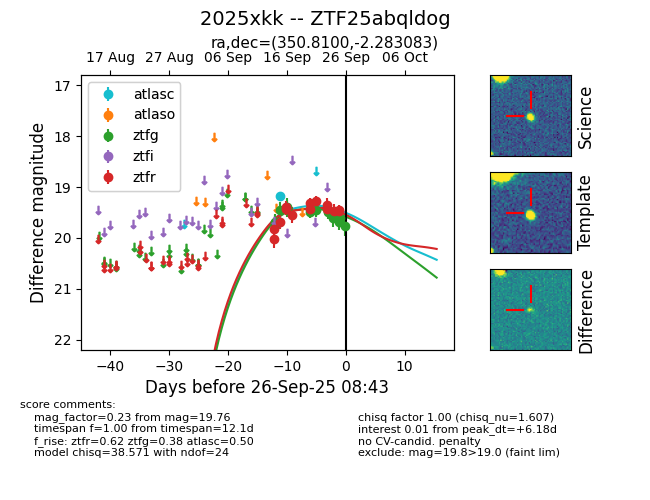 2025xkk -- ZTF25abqldog
ra,dec=(350.8100,-2.283083)
17 Aug 27 Aug 06 Sep 16 Sep 26 Sep 06 Oct
17
18
19
20
21
22
Difference magnitude
atlasc
atlaso
ztfg
ztfi
ztfr
−40 −30 −20 −10 0 10
Days before 26-Sep-25 08:43
Science
Template
Difference
score comments:
mag_factor=0.23 from mag=19.76
timespan f=1.00 from timespan=12.1d
f_rise: ztfr=0.62 ztfg=0.38 atlasc=0.50
model chisq=38.571 with ndof=24
chisq factor 1.00 (chisq_nu=1.607)
interest 0.01 from peak_dt=+6.18d
no CV-candid. penalty
exclude: mag=19.8>19.0 (faint lim)